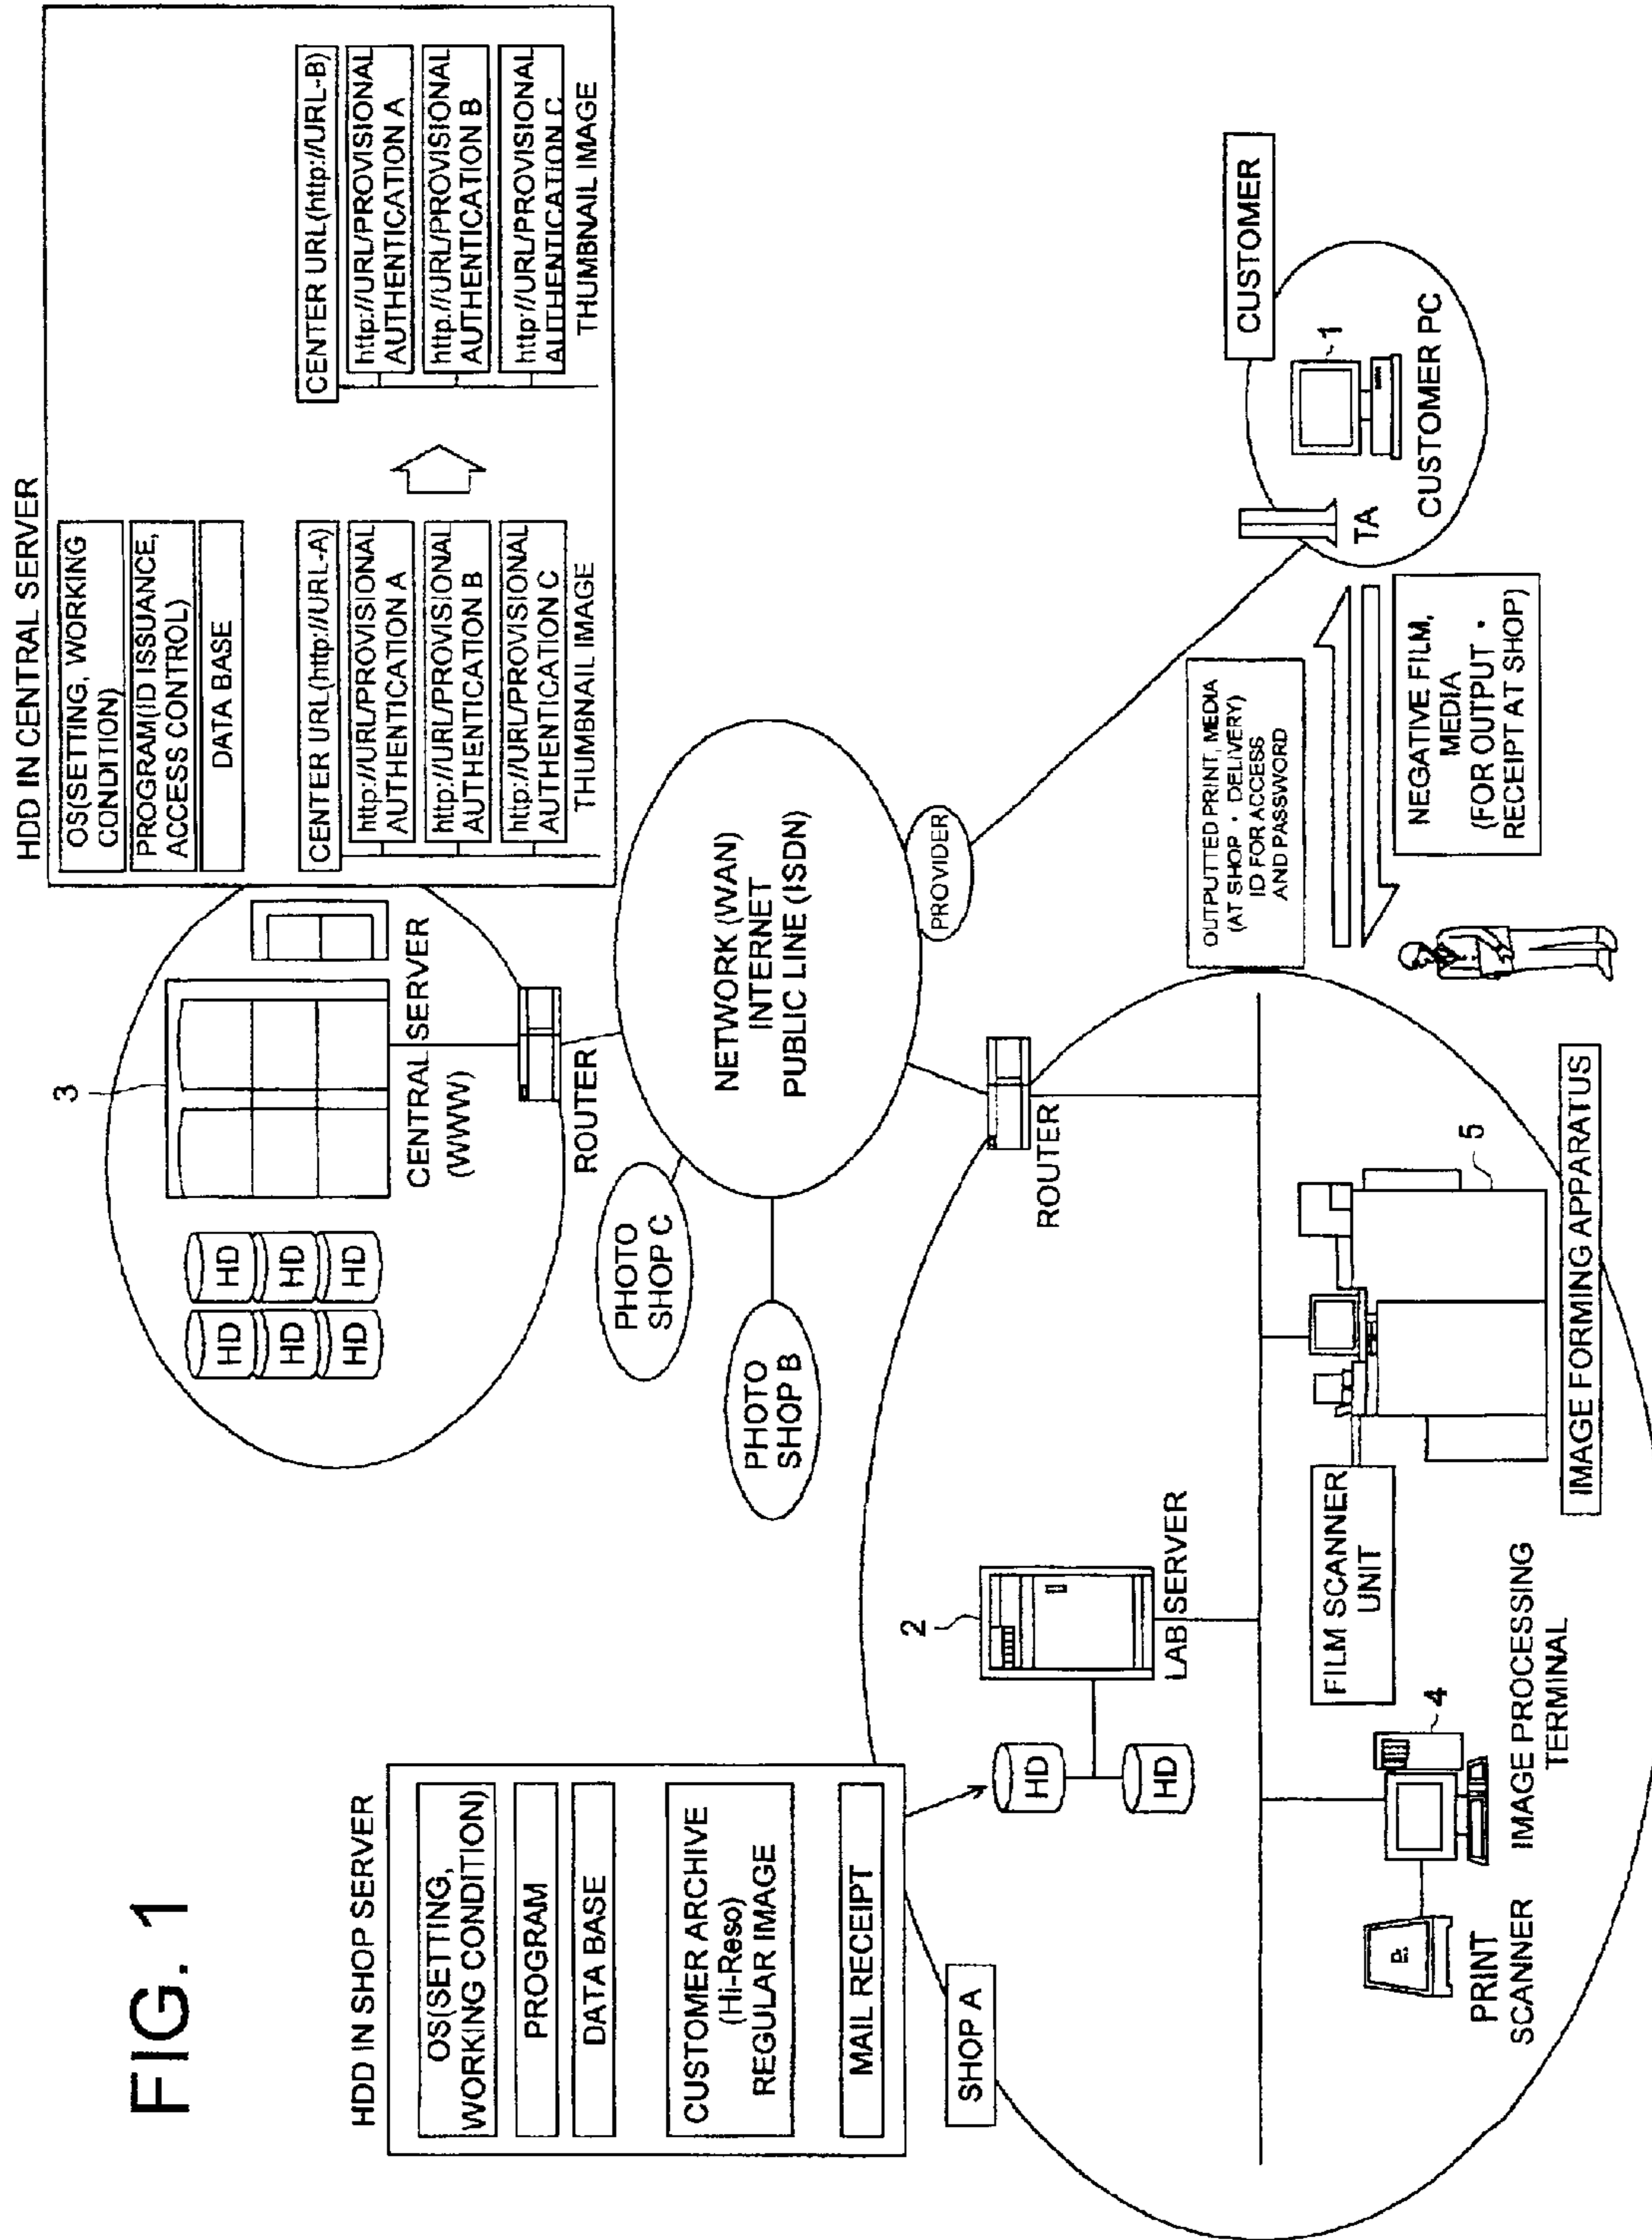 FIG. 1
HDD IN SHOP SERVER
OS(SETTING,
WORKING CONDITION)
PROGRAM
DATA BASE
CUSTOMER ARCHIVE
(Hi-Reso)
REGULAR IMAGE
MAIL RECEIPT
SHOP A
HD
HD
2
LAB SERVER
PRINT
SCANNER
4
IMAGE PROCESSING
TERMINAL
FILM SCANNER
UNIT
5
IMAGE FORMING APPARATUS
ROUTER
HD
HD
HD
HD
HD
HD
3
CENTRAL SERVER
(WWW)
ROUTER
PHOTO
SHOP C
PHOTO
SHOP B
NETWORK (WAN)
INTERNET
PUBLIC LINE (ISDN)
PROVIDER
HDD IN CENTRAL SERVER
OS(SETTING, WORKING
CONDITION)
PROGRAM(ID ISSUANCE,
ACCESS CONTROL)
DATA BASE
CENTER URL(http://URL-A)
http://URL/PROVISIONAL
AUTHENTICATION A
http://URL/PROVISIONAL
AUTHENTICATION B
http://URL/PROVISIONAL
AUTHENTICATION C
THUMBNAIL IMAGE
CENTER URL(http://URL-B)
http://URL/PROVISIONAL
AUTHENTICATION A
http://URL/PROVISIONAL
AUTHENTICATION B
http://URL/PROVISIONAL
AUTHENTICATION C
THUMBNAIL IMAGE
OUTPUTTED PRINT, MEDIA
(AT SHOP • DELIVERY)
ID FOR ACCESS
AND PASSWORD
NEGATIVE FILM,
MEDIA
(FOR OUTPUT •
RECEIPT AT SHOP)
CUSTOMER
TA
1
CUSTOMER PC